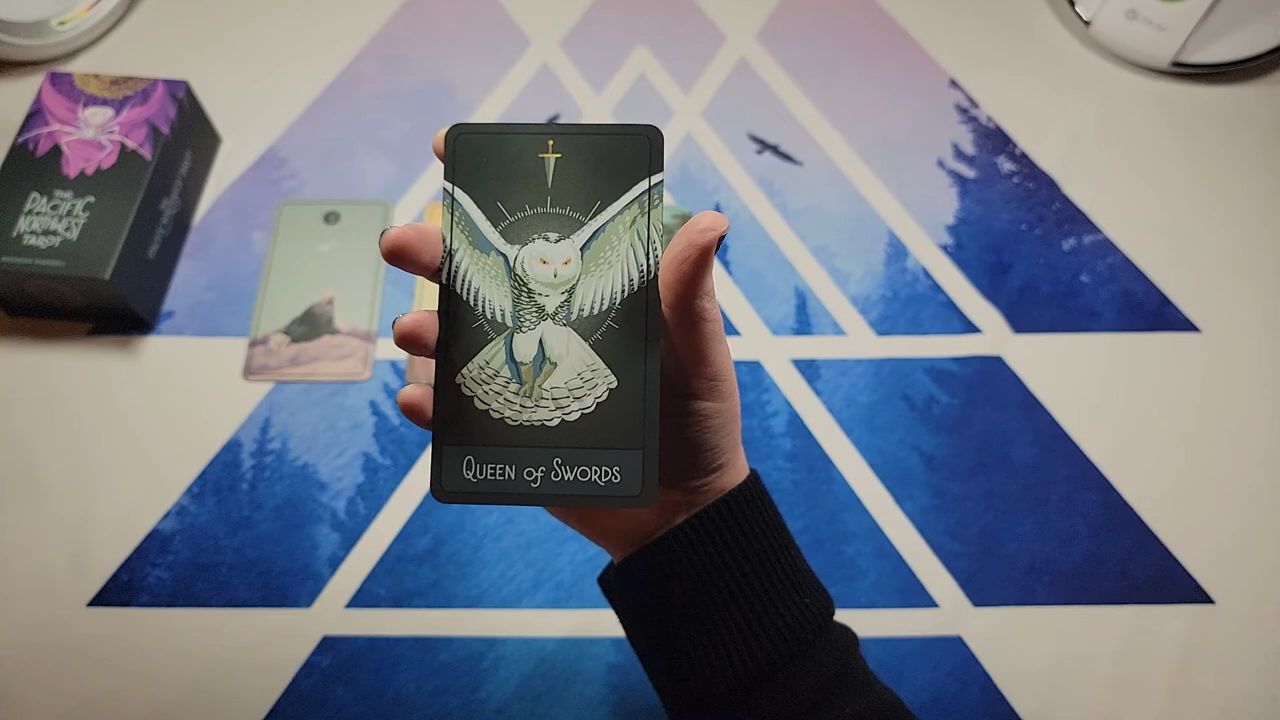 THE
PACIFIC
NORTHWEST
TAROT
QUEEN OF SWORDS